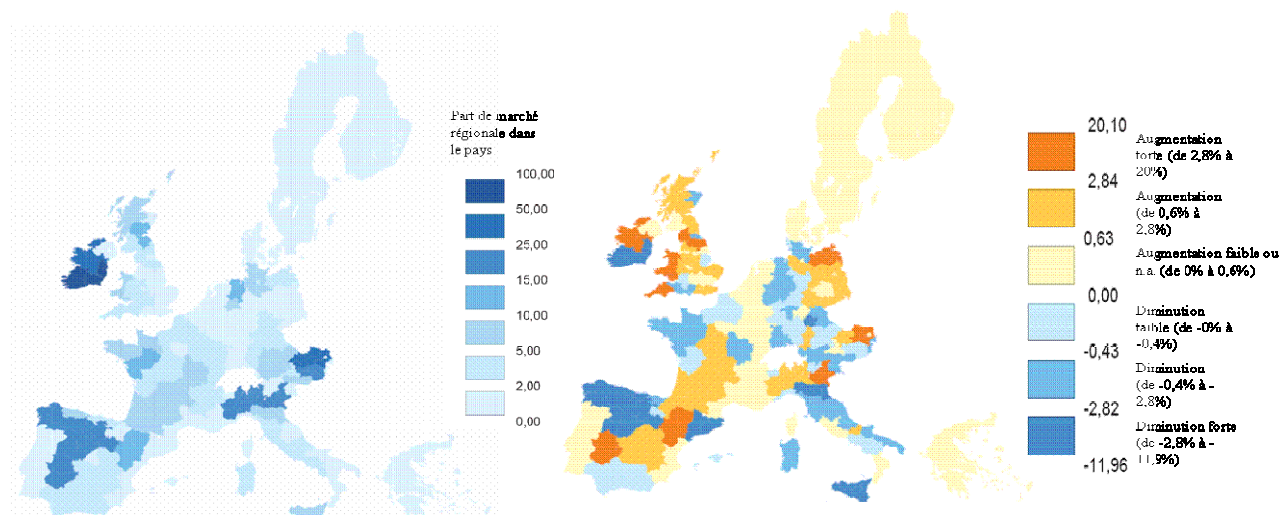 Part de marché
régionale dans
le pays
100,00
50,00
25,00
15,00
10,00
5,00
2,00
0,00
20,10
Augmentation
forte (de 2,8% à
20%)
2,84
Augmentation
(de 0,6% à
2,8%)
0,63
Augmentation faible ou
n.a. (de 0% à 0,6%)
0,00
Diminution
faible (de -0% à
-0,4%)
-0,43
Diminution
(de -0,4% à -
2,8%)
-2,82
Diminution forte
(de -2,8% à -
11,9%)
-11,96